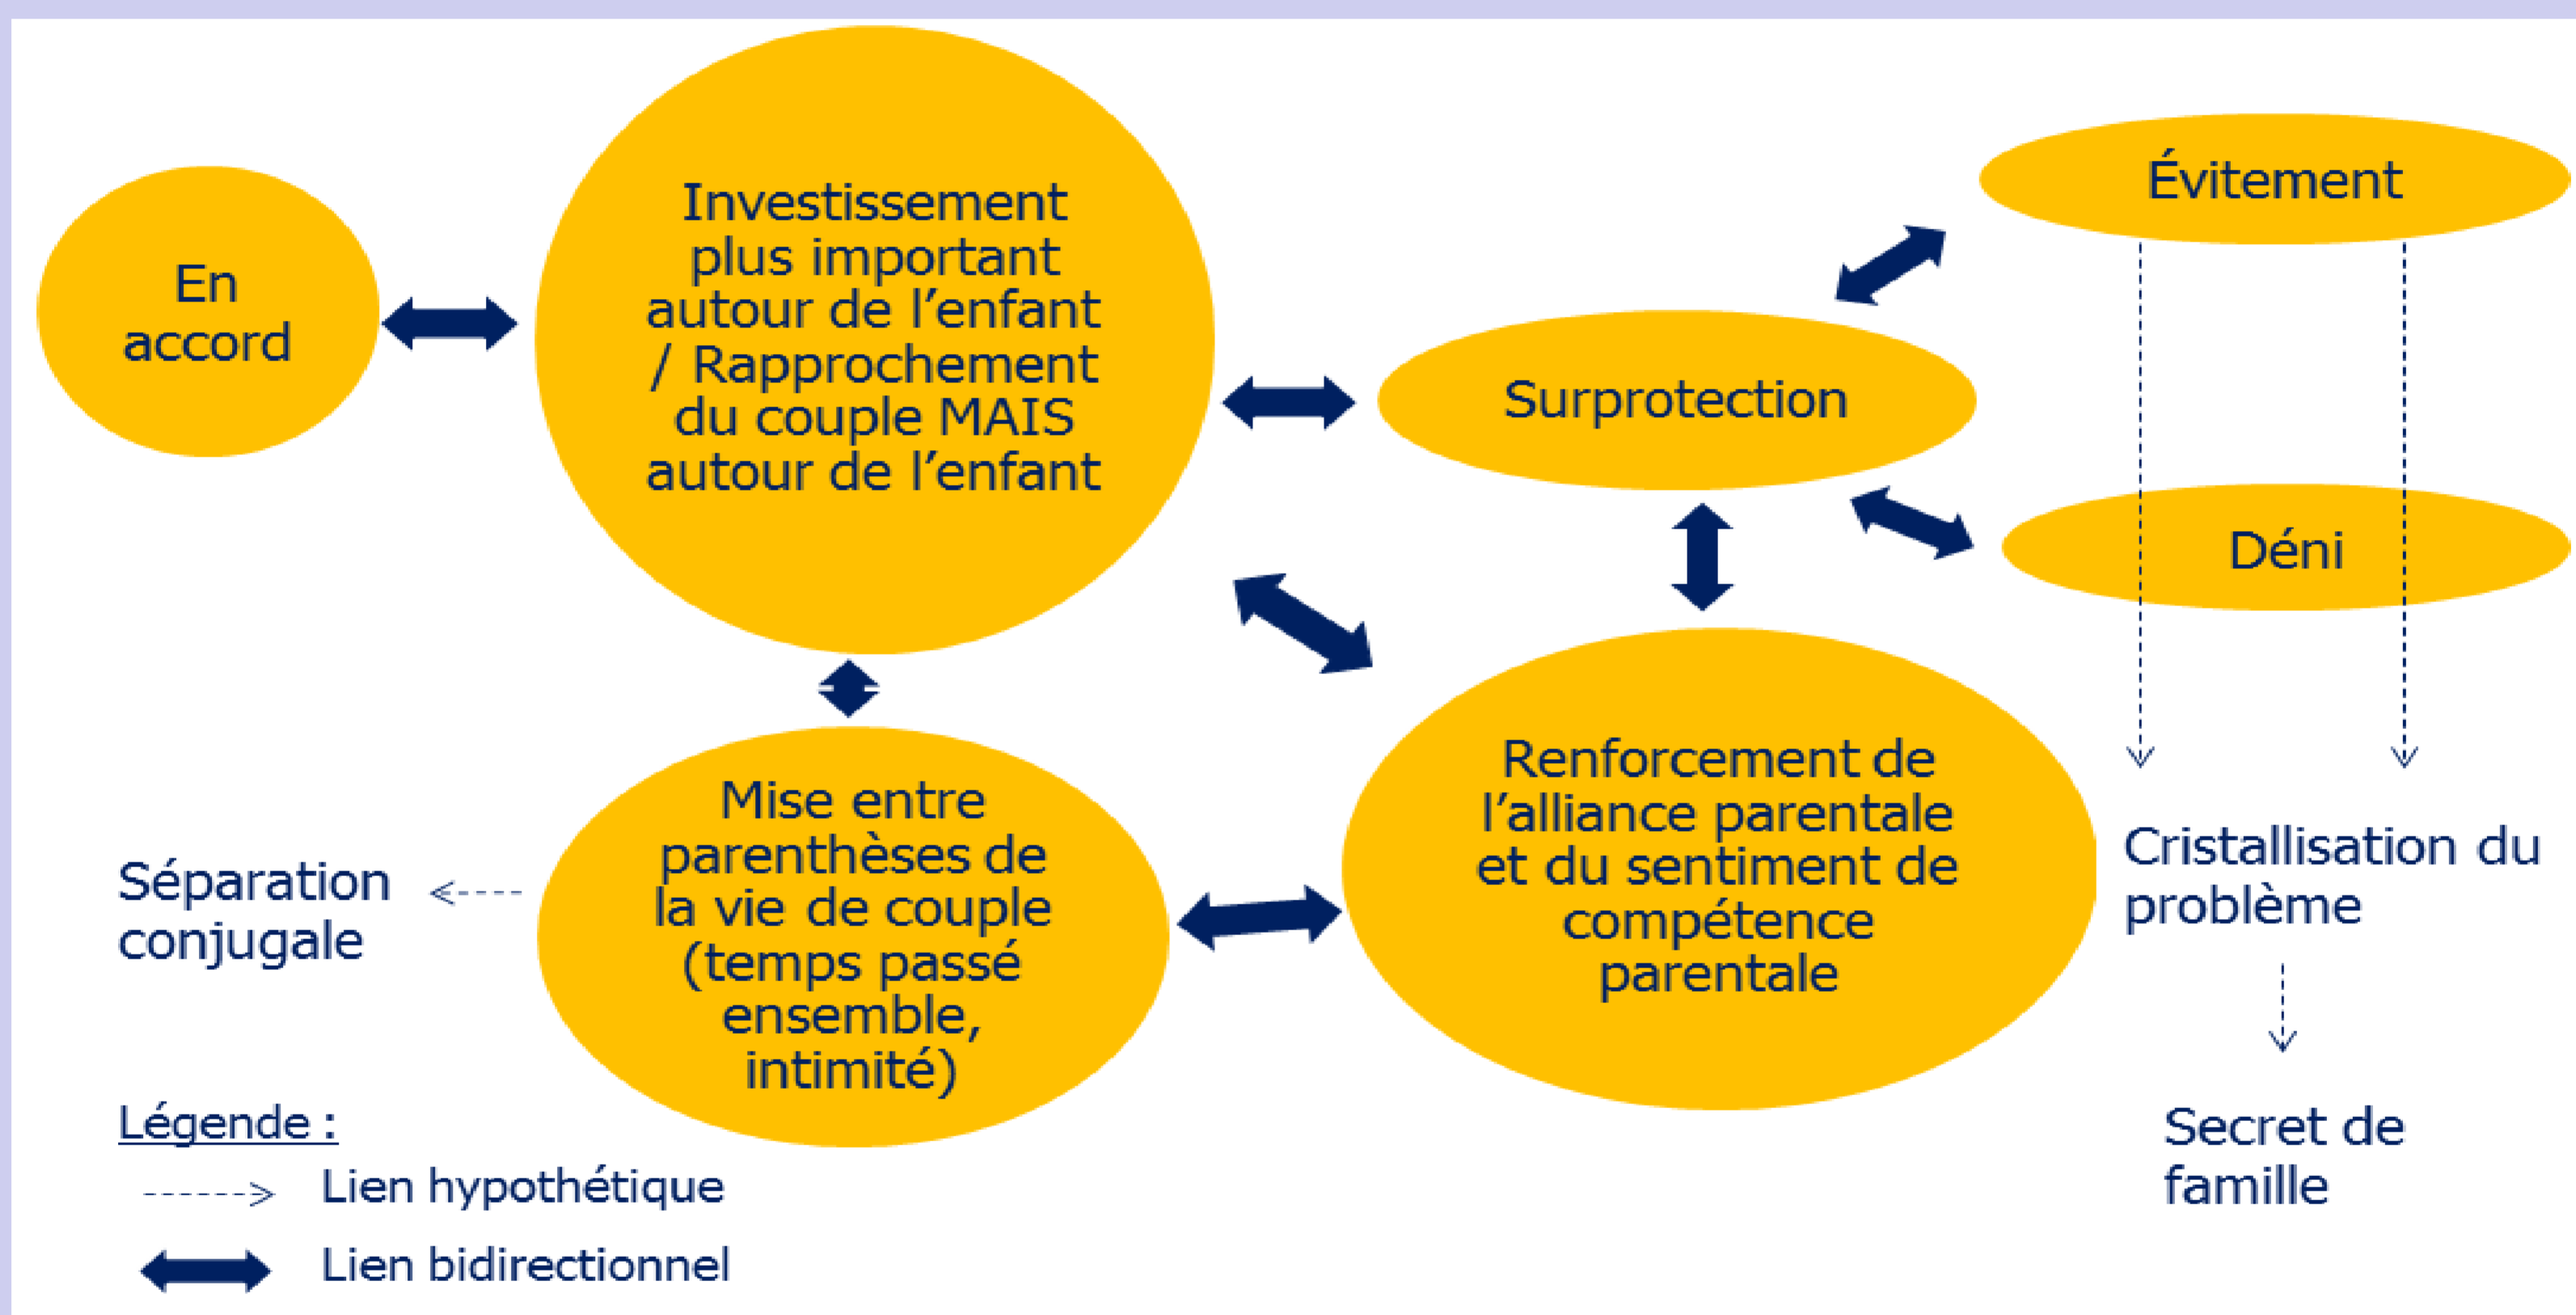 En
accord
Investissement
plus important
autour de l’enfant
/ Rapprochement
du couple MAIS
autour de l’enfant
Surprotection
Évitement
Déni
Mise entre
parenthèses de
la vie de couple
(temps passé
ensemble,
intimité)
Renforcement de
l’alliance parentale
et du sentiment de
compétence
parentale
Séparation
conjugale
Cristallisation du
problème
Secret de
famille
Légende :
Lien hypothétique
Lien bidirectionnel